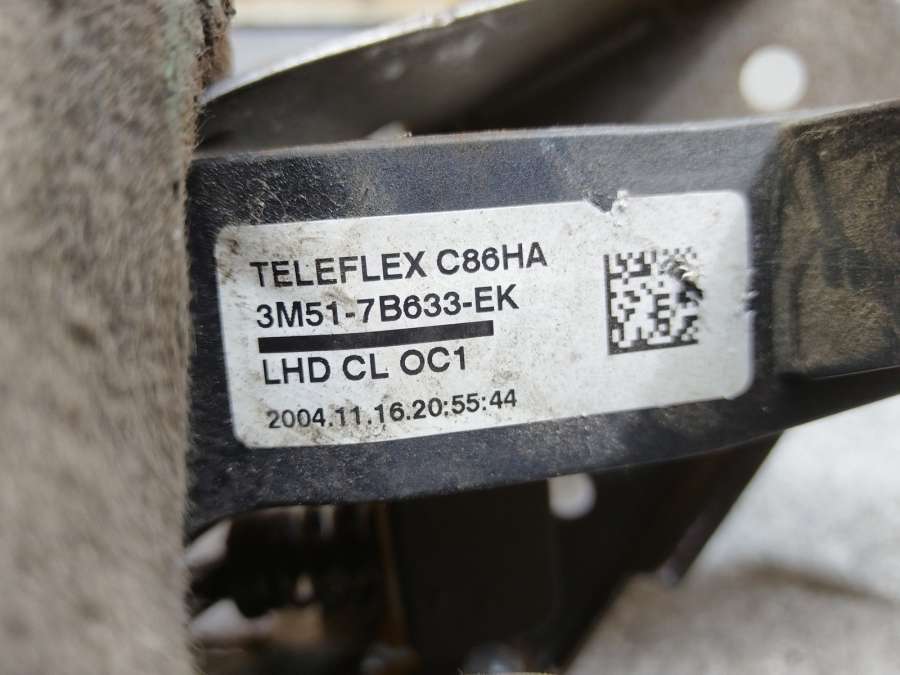 TELEFLEX C86HA
3M51-7B633-EK
LHD CL OC1
2004.11.16.20:55:44